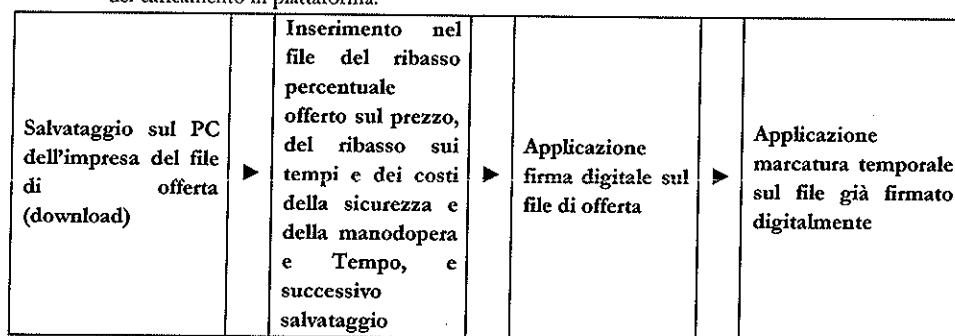 in piattaforma.
Salvataggio sul PC
dell'impresa del file
di offerta
(download)
►
Inserimento nel
file del ribasso
percentuale
offerto sul prezzo,
del ribasso sui
tempi e dei costi
della sicurezza e
della manodopera
e Tempo, e
successivo
salvataggio
►
Applicazione
firma digitale sul
file di offerta
►
Applicazione
marcatura temporale
sul file già firmato
digitalmente